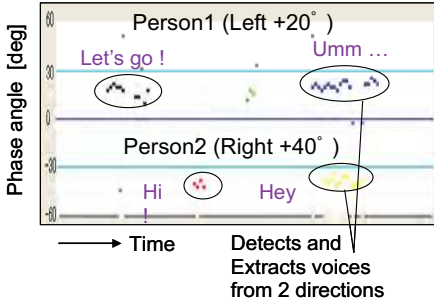 60
Person1 (Left +20°)
Let's go !
Umm …
30
Phase angle [deg]
0
Person2 (Right +40°)
-30
Hi
!
Hey
-60
Time
Detects and
Extracts voices
from 2 directions